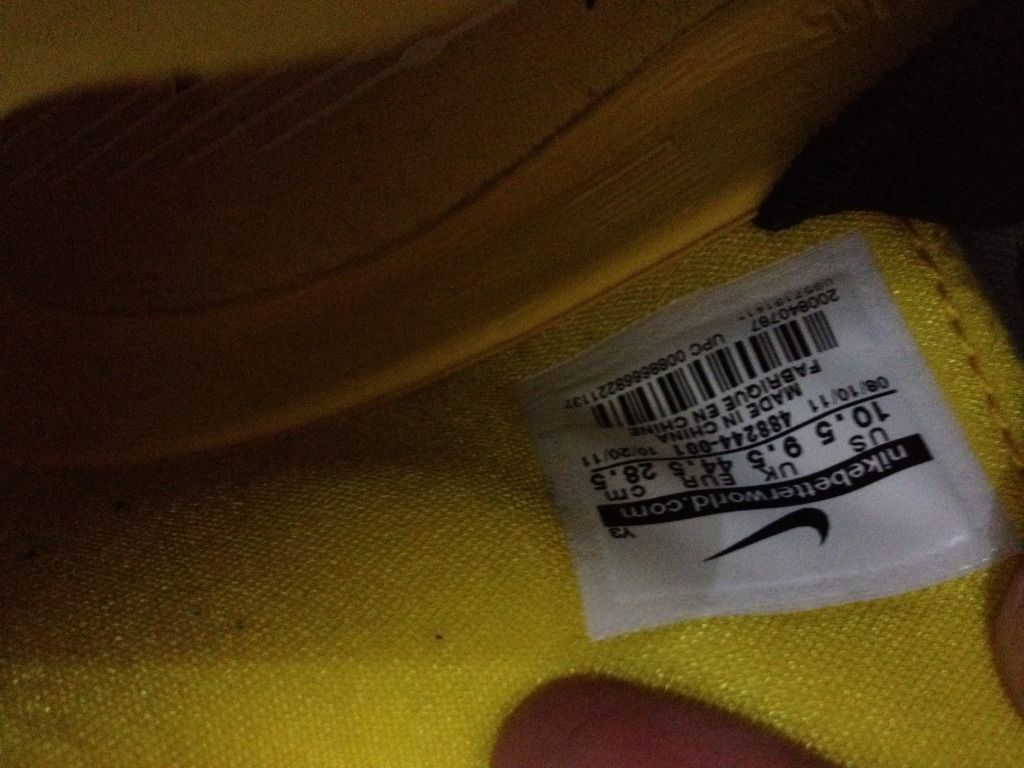 Y3
nikebetterworld.com
US UK EUR cm
10.5 9.5 44.5 28.5
08/10/11 488244-001 10/20/11
MADE IN CHINA
FABRIQUE EN CHINE
UPC 00886668221137
200840787